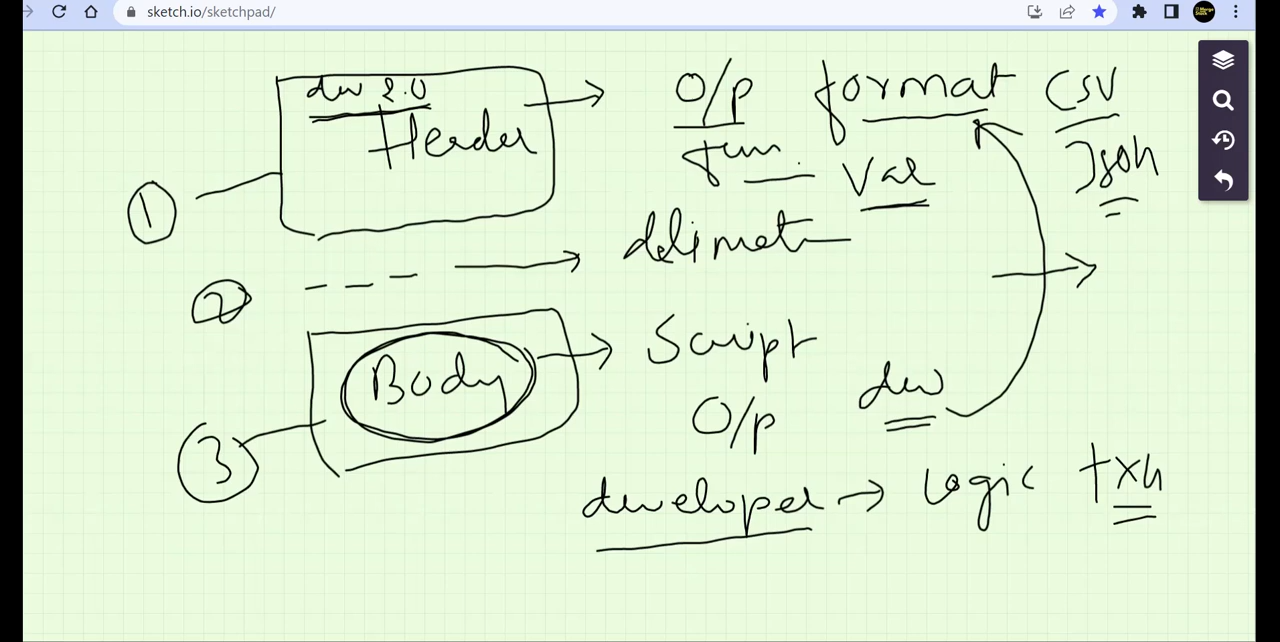 sketch.io/sketchpad/
dw 2.0
Header
O/p format CSV
fun. Var Json
1
2 --- delimeter
3 Body Script
O/p dw
developer → Logic txn